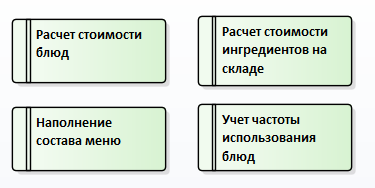 Расчет стоимости
блюд
Расчет стоимости
ингредиентов на
складе
Наполнение
состава меню
Учет частоты
использования
блюд